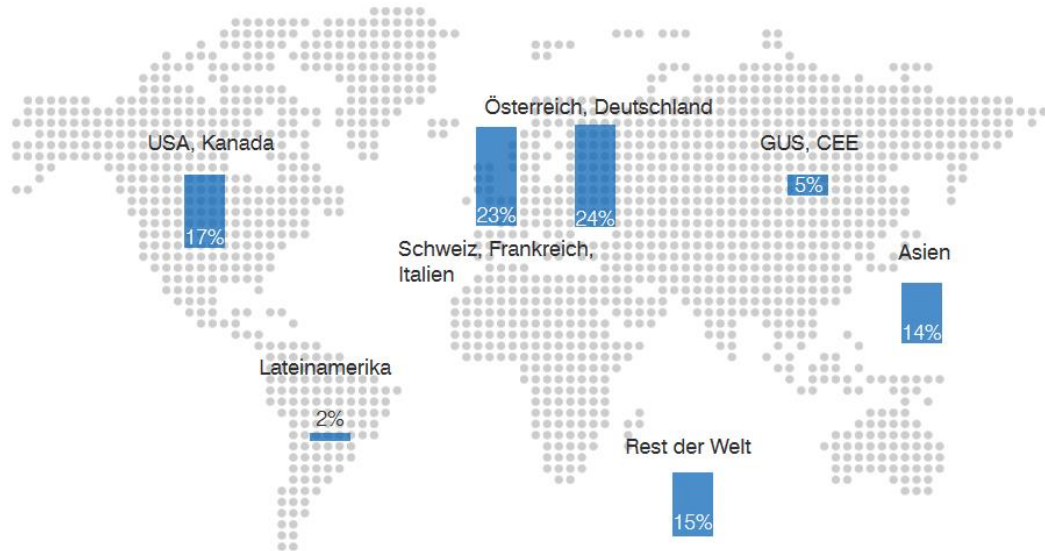 Österreich, Deutschland
USA, Kanada
GUS, CEE
5%
23%
24%
17%
Schweiz, Frankreich,
Italien
Asien
14%
Lateinamerika
2%
Rest der Welt
15%